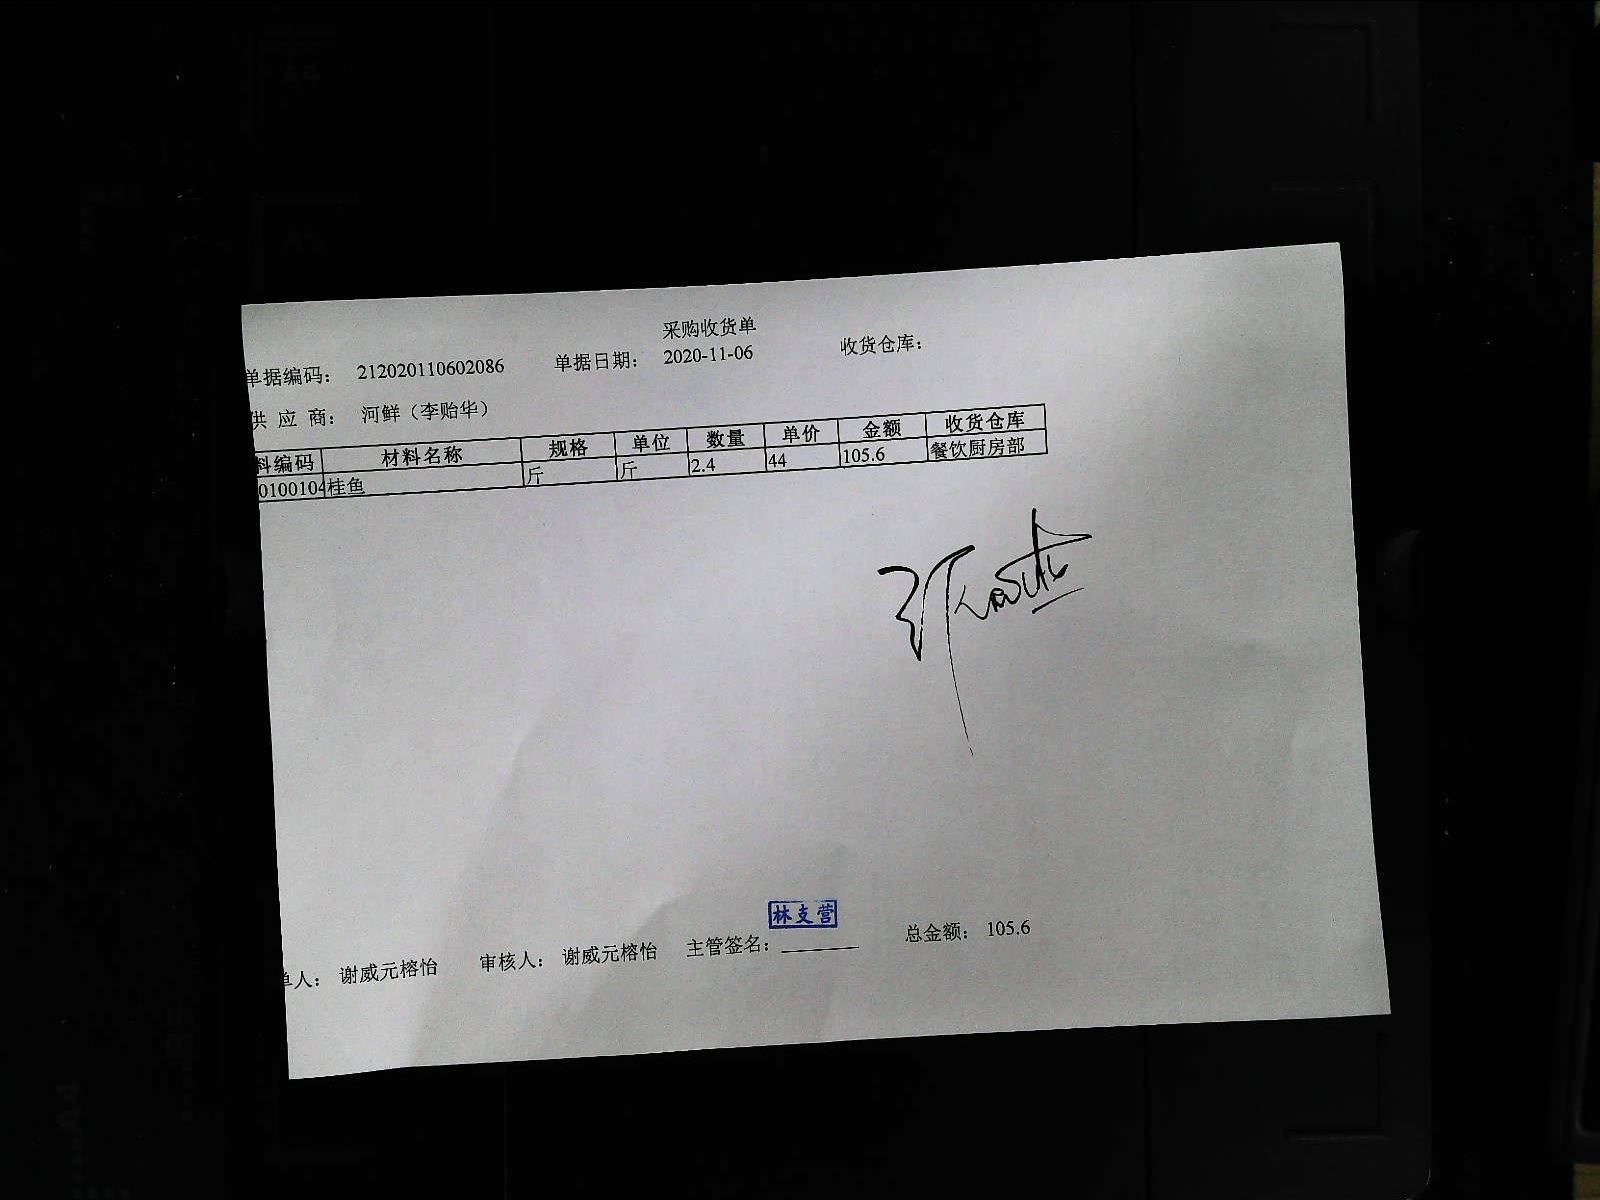 采购收货单
单据编码： 212020110602086 单据日期： 2020-11-06 收货仓库：
供 应 商： 河鲜（李贻华）
料编码 材料名称 规格 单位 数量 单价 金额 收货仓库
0100104 桂鱼 斤 斤 2.4 44 105.6 餐饮厨房部
林支营
单人： 谢威元榕怡 审核人： 谢威元榕怡 主管签名： 总金额： 105.6